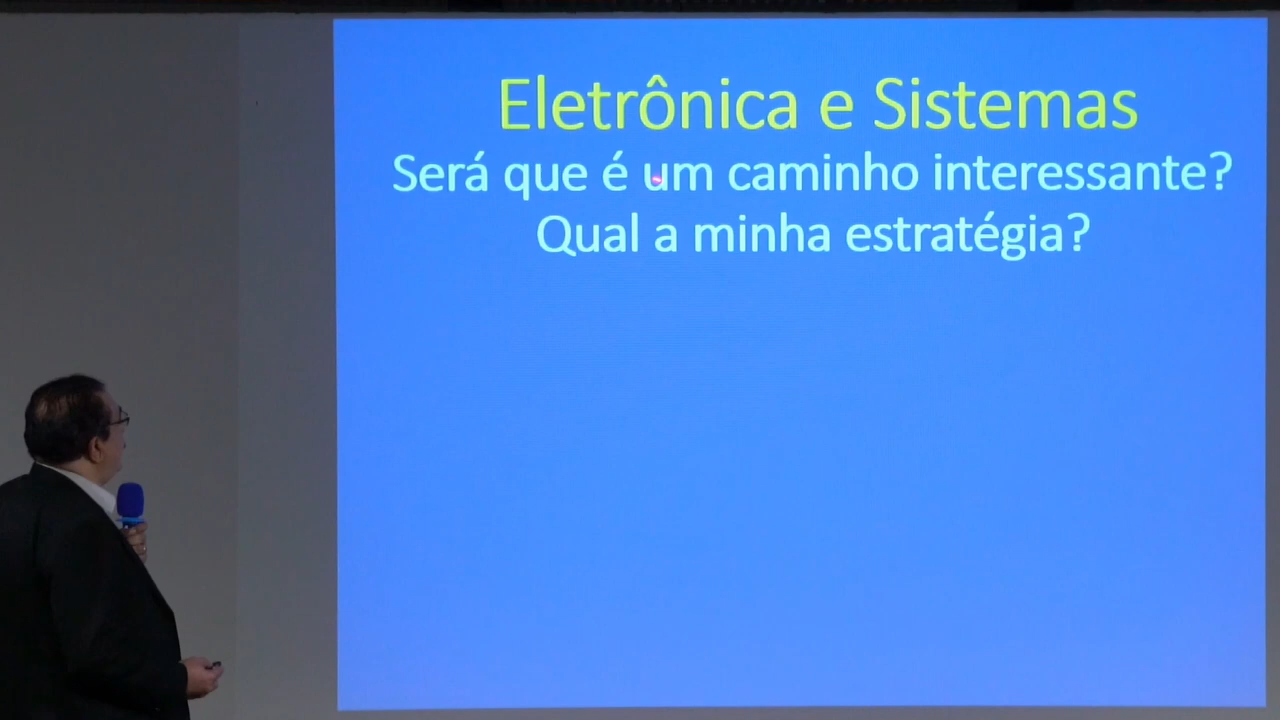 Eletrônica e Sistemas
Será que é um caminho interessante?
Qual a minha estratégia?